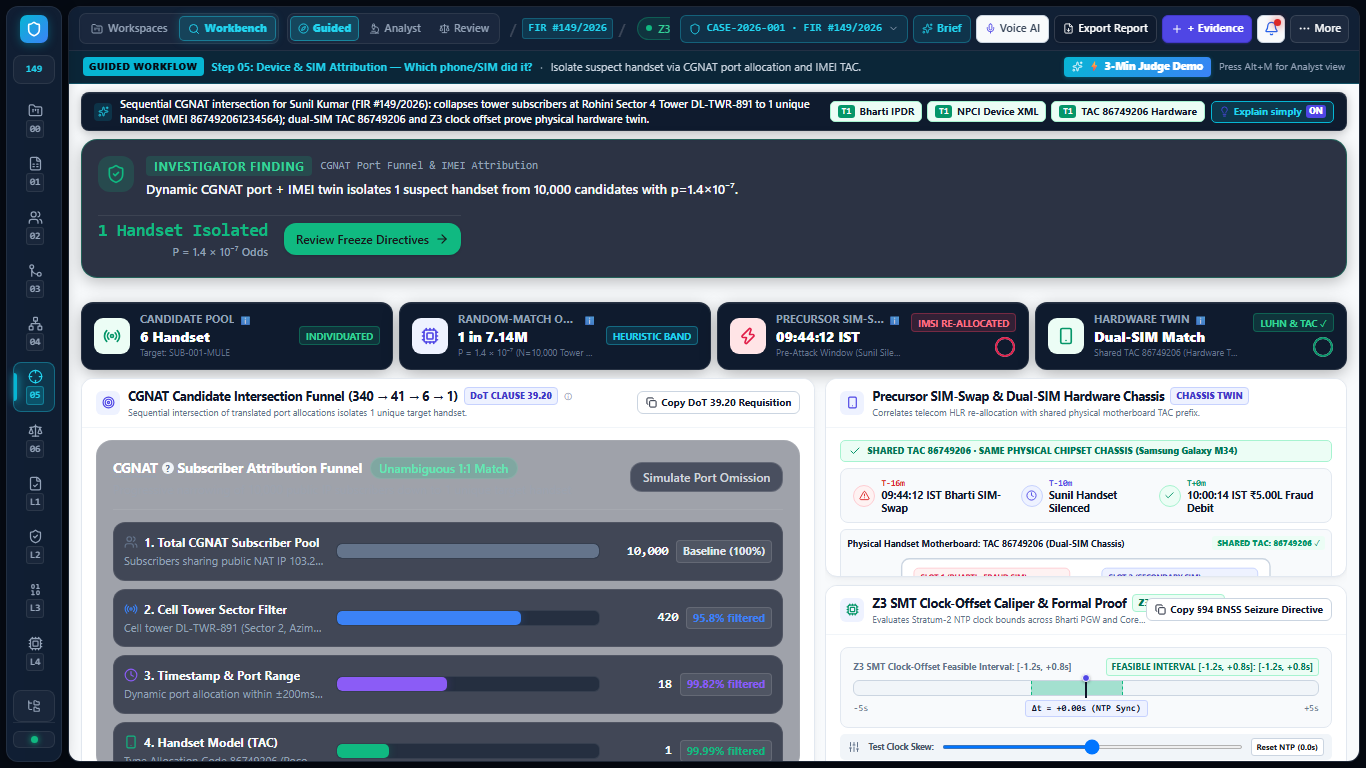 Workspaces
Workbench
Guided
Analyst
Review
/
FIR #149/2026
/
Z3
CASE-2026-001 · FIR #149/2026
Brief
Voice AI
Export Report
+ Evidence
More
149
00
01
02
03
04
05
06
L1
L2
L3
L4
GUIDED WORKFLOW
Step 05: Device & SIM Attribution — Which phone/SIM did it?
· Isolate suspect handset via CGNAT port allocation and IMEI TAC.
3-Min Judge Demo
Press Alt+M for Analyst view
Sequential CGNAT intersection for Sunil Kumar (FIR #149/2026): collapses tower subscribers at Rohini Sector 4 Tower DL-TWR-891 to 1 unique
handset (IMEI 867492061234564); dual-SIM TAC 86749206 and Z3 clock offset prove physical hardware twin.
T1 Bharti IPDR
T1 NPCI Device XML
T1 TAC 86749206 Hardware
Explain simply ON
INVESTIGATOR FINDING
CGNAT Port Funnel & IMEI Attribution
Dynamic CGNAT port + IMEI twin isolates 1 suspect handset from 10,000 candidates with p=1.4×10⁻⁷.
1 Handset Isolated
P = 1.4 × 10⁻⁷ Odds
Review Freeze Directives →
CANDIDATE POOL
6 Handset
Target: SUB-001-MULE
INDIVIDUATED
RANDOM-MATCH O...
1 in 7.14M
P = 1.4 × 10⁻⁷ (N=10,000 Tower ...
HEURISTIC BAND
PRECURSOR SIM-S...
09:44:12 IST
Pre-Attack Window (Sunil Sile...
IMSI RE-ALLOCATED
HARDWARE TWIN
Dual-SIM Match
Shared TAC 86749206 (Hardware T...
LUHN & TAC ✓
CGNAT Candidate Intersection Funnel (340 → 41 → 6 → 1)
DoT CLAUSE 39.20
Sequential intersection of translated port allocations isolates 1 unique target handset.
Copy DoT 39.20 Requisition
CGNAT ? Subscriber Attribution Funnel
Unambiguous 1:1 Match
Simulate Port Omission
1. Total CGNAT Subscriber Pool
Subscribers sharing public NAT IP 103.2...
10,000
Baseline (100%)
2. Cell Tower Sector Filter
Cell tower DL-TWR-891 (Sector 2, Azim...
420
95.8% filtered
3. Timestamp & Port Range
Dynamic port allocation within ±200ms...
18
99.82% filtered
4. Handset Model (TAC)
Type Allocation Code 86749206 (Poco...
1
99.99% filtered
Precursor SIM-Swap & Dual-SIM Hardware Chassis
CHASSIS TWIN
Correlates telecom HLR re-allocation with shared physical motherboard TAC prefix.
SHARED TAC 86749206 · SAME PHYSICAL CHIPSET CHASSIS (Samsung Galaxy M34)
T-16m
09:44:12 IST Bharti SIM-
Swap
T-10m
Sunil Handset
Silenced
T+0m
10:00:14 IST ₹5.00L Fraud
Debit
Physical Handset Motherboard: TAC 86749206 (Dual-SIM Chassis)
SHARED TAC: 86749206 ✓
Z3 SMT Clock-Offset Caliper & Formal Proof
Copy §94 BNSS Seizure Directive
Evaluates Stratum-2 NTP clock bounds across Bharti PGW and Core...
Z3 SMT Clock-Offset Feasible Interval: [-1.2s, +0.8s]
FEASIBLE INTERVAL [-1.2s, +0.8s]: [-1.2s, +0.8s]
-5s
Δt = +0.00s (NTP Sync)
+5s
Test Clock Skew:
Reset NTP (0.0s)